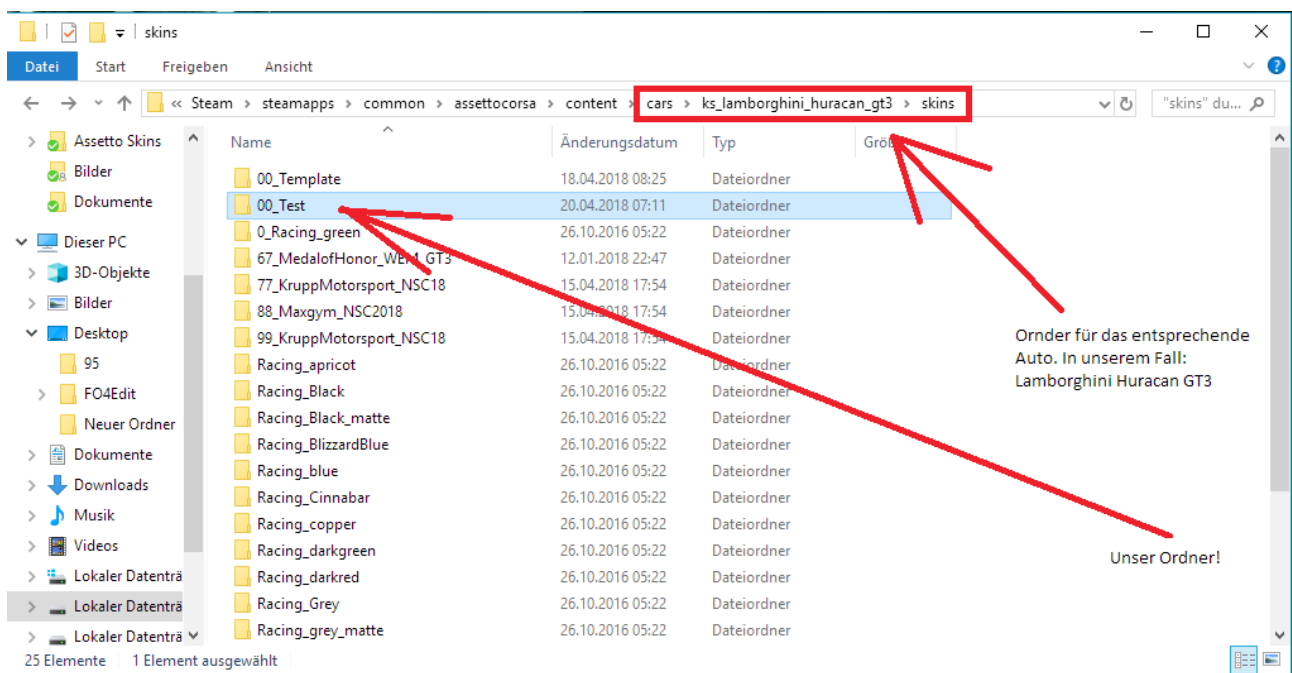 skins
Datei Start Freigeben Ansicht
« Steam > steamapps > common > assettocorsa > content > cars > ks_lamborghini_huracan_gt3 > skins
"skins" du...
Assetto Skins
Bilder
Dokumente
Dieser PC
3D-Objekte
Bilder
Desktop
95
FO4Edit
Neuer Ordner
Dokumente
Downloads
Musik
Videos
Lokaler Datenträ
Lokaler Datenträ
Lokaler Datenträ
Name Änderungsdatum Typ
00_Template 18.04.2018 08:25 Dateiordner
00_Test 20.04.2018 07:11 Dateiordner
0_Racing_green 26.10.2016 05:22 Dateiordner
67_MedalofHonor_WEM_GT3 12.01.2018 22:47 Dateiordner
77_KruppMotorsport_NSC18 15.04.2018 17:54 Dateiordner
88_Maxgym_NSC2018 15.04.2018 17:54 Dateiordner
99_KruppMotorsport_NSC18 15.04.2018 17:54 Dateiordner
Racing_apricot 26.10.2016 05:22 Dateiordner
Racing_Black 26.10.2016 05:22 Dateiordner
Racing_Black_matte 26.10.2016 05:22 Dateiordner
Racing_BlizzardBlue 26.10.2016 05:22 Dateiordner
Racing_blue 26.10.2016 05:22 Dateiordner
Racing_Cinnabar 26.10.2016 05:22 Dateiordner
Racing_copper 26.10.2016 05:22 Dateiordner
Racing_darkgreen 26.10.2016 05:22 Dateiordner
Racing_darkred 26.10.2016 05:22 Dateiordner
Racing_Grey 26.10.2016 05:22 Dateiordner
Racing_grey_matte 26.10.2016 05:22 Dateiordner
Ornder für das entsprechende
Auto. In unserem Fall:
Lamborghini Huracan GT3
Unser Ordner!
25 Elemente 1 Element ausgewählt